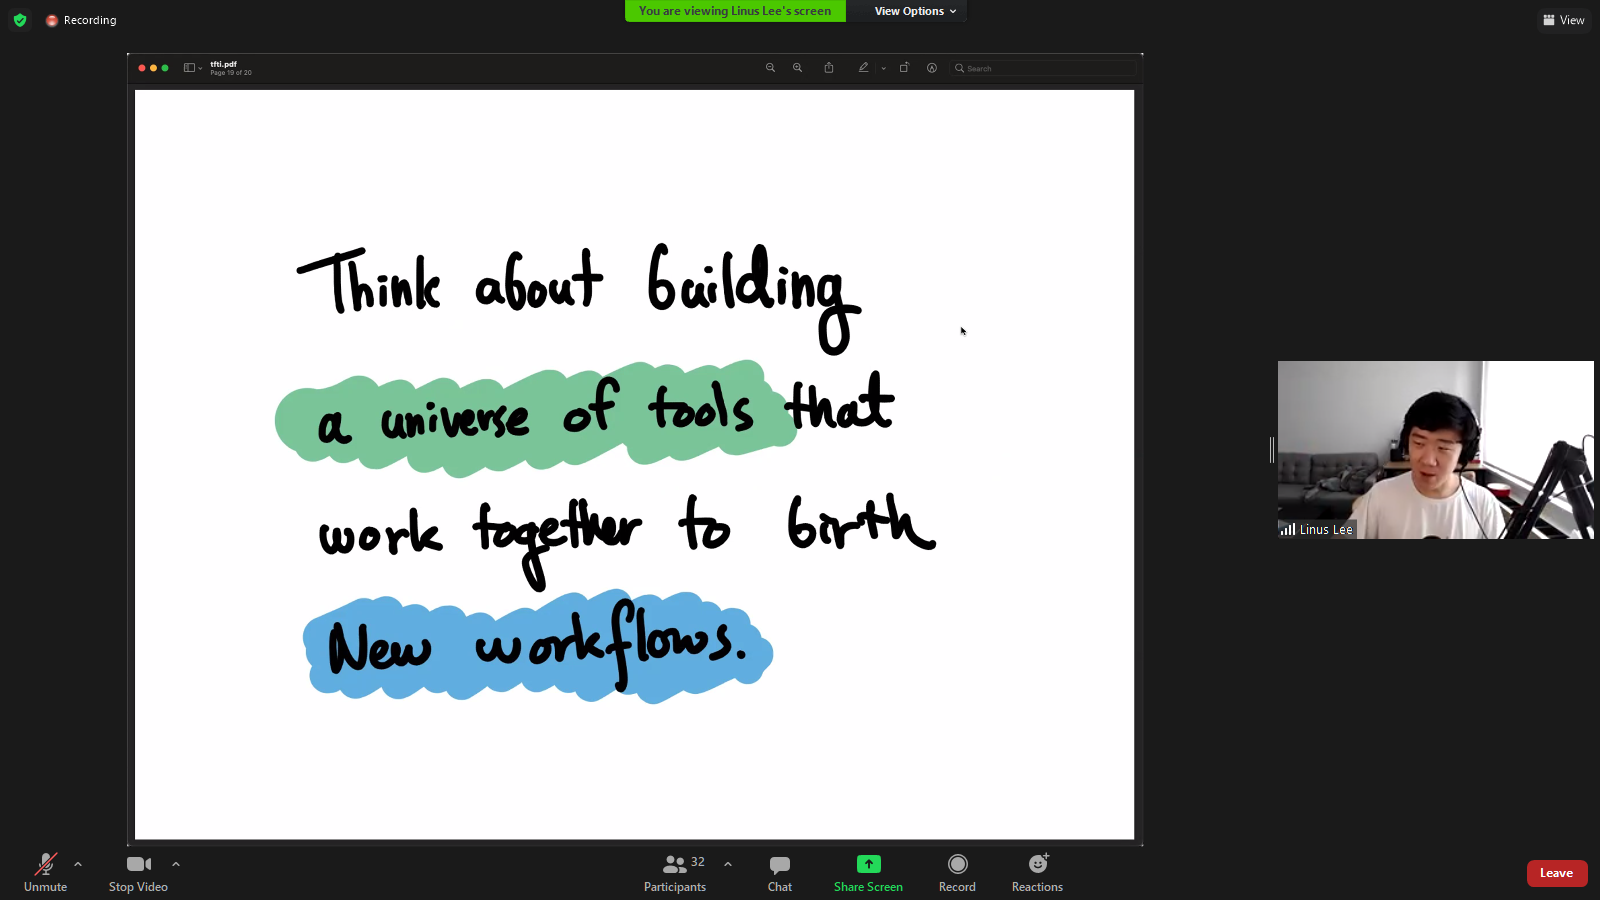 Recording
You are viewing Linus Lee's screen
View Options
View
tfti.pdf
Page 19 of 20
Search
Think about building
a universe of tools that
work together to birth
New workflows.
Linus Lee
Unmute
Stop Video
32
Participants
Chat
Share Screen
Record
Reactions
Leave